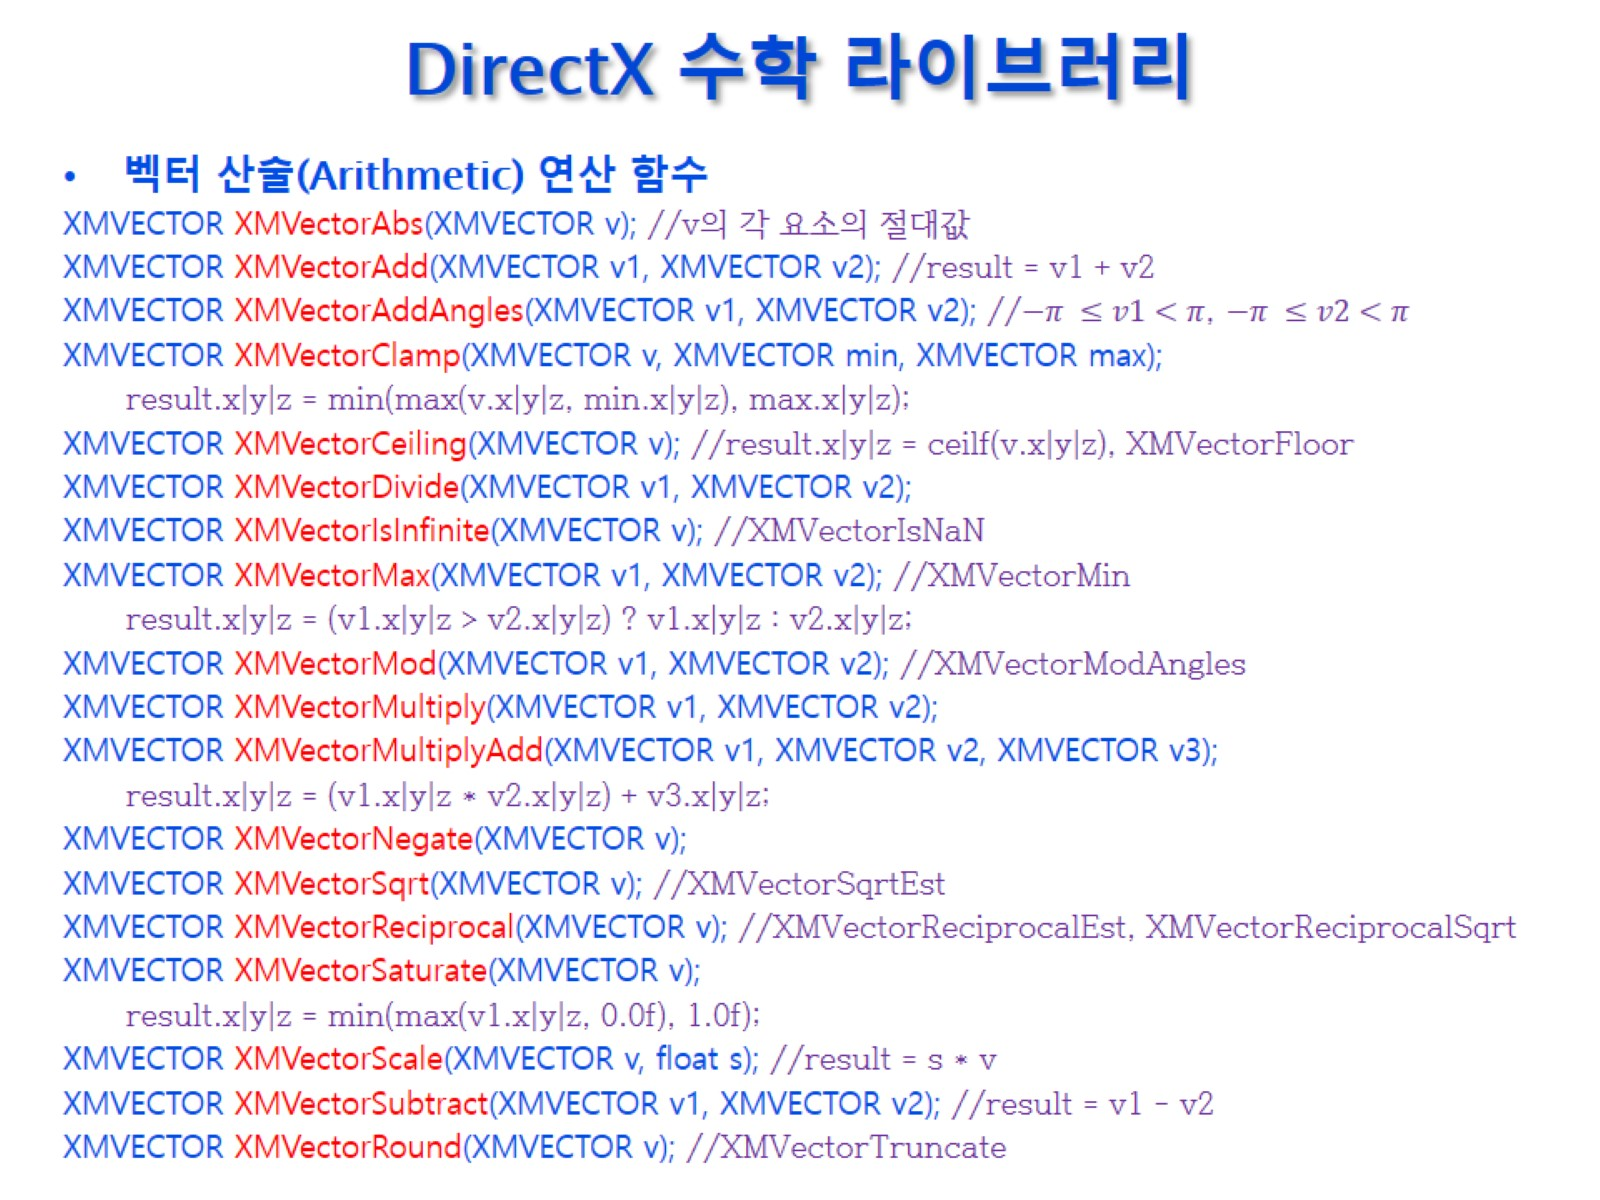 DirectX 수학 라이브러리
• 벡터 산술(Arithmetic) 연산 함수
XMVECTOR XMVectorAbs(XMVECTOR v); //v의 각 요소의 절대값
XMVECTOR XMVectorAdd(XMVECTOR v1, XMVECTOR v2); //result = v1 + v2
XMVECTOR XMVectorAddAngles(XMVECTOR v1, XMVECTOR v2); //−π ≤ v1 < π, −π ≤ v2 < π
XMVECTOR XMVectorClamp(XMVECTOR v, XMVECTOR min, XMVECTOR max);
result.x|y|z = min(max(v.x|y|z, min.x|y|z), max.x|y|z);
XMVECTOR XMVectorCeiling(XMVECTOR v); //result.x|y|z = ceilf(v.x|y|z), XMVectorFloor
XMVECTOR XMVectorDivide(XMVECTOR v1, XMVECTOR v2);
XMVECTOR XMVectorIsInfinite(XMVECTOR v); //XMVectorIsNaN
XMVECTOR XMVectorMax(XMVECTOR v1, XMVECTOR v2); //XMVectorMin
result.x|y|z = (v1.x|y|z > v2.x|y|z) ? v1.x|y|z : v2.x|y|z;
XMVECTOR XMVectorMod(XMVECTOR v1, XMVECTOR v2); //XMVectorModAngles
XMVECTOR XMVectorMultiply(XMVECTOR v1, XMVECTOR v2);
XMVECTOR XMVectorMultiplyAdd(XMVECTOR v1, XMVECTOR v2, XMVECTOR v3);
result.x|y|z = (v1.x|y|z * v2.x|y|z) + v3.x|y|z;
XMVECTOR XMVectorNegate(XMVECTOR v);
XMVECTOR XMVectorSqrt(XMVECTOR v); //XMVectorSqrtEst
XMVECTOR XMVectorReciprocal(XMVECTOR v); //XMVectorReciprocalEst, XMVectorReciprocalSqrt
XMVECTOR XMVectorSaturate(XMVECTOR v);
result.x|y|z = min(max(v1.x|y|z, 0.0f), 1.0f);
XMVECTOR XMVectorScale(XMVECTOR v, float s); //result = s * v
XMVECTOR XMVectorSubtract(XMVECTOR v1, XMVECTOR v2); //result = v1 - v2
XMVECTOR XMVectorRound(XMVECTOR v); //XMVectorTruncate